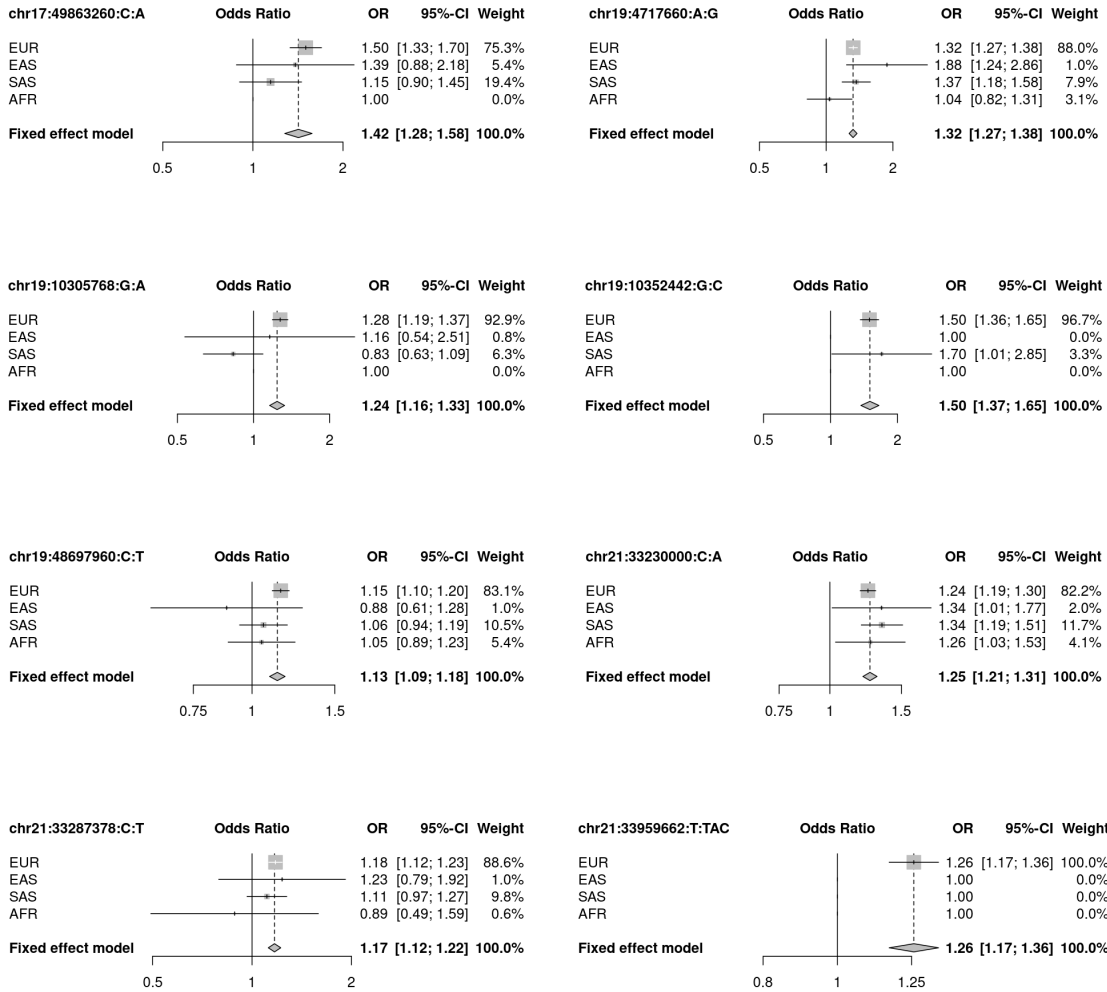 chr17:49863260:C:A Odds Ratio OR 95%-CI Weight
EUR 1.50 [1.33; 1.70] 75.3%
EAS 1.39 [0.88; 2.18] 5.4%
SAS 1.15 [0.90; 1.45] 19.4%
AFR 1.00 0.0%
Fixed effect model 1.42 [1.28; 1.58] 100.0%
0.5 1 2
chr19:4717660:A:G Odds Ratio OR 95%-CI Weight
EUR 1.32 [1.27; 1.38] 88.0%
EAS 1.88 [1.24; 2.86] 1.0%
SAS 1.37 [1.18; 1.58] 7.9%
AFR 1.04 [0.82; 1.31] 3.1%
Fixed effect model 1.32 [1.27; 1.38] 100.0%
0.5 1 2
chr19:10305768:G:A Odds Ratio OR 95%-CI Weight
EUR 1.28 [1.19; 1.37] 92.9%
EAS 1.16 [0.54; 2.51] 0.8%
SAS 0.83 [0.63; 1.09] 6.3%
AFR 1.00 0.0%
Fixed effect model 1.24 [1.16; 1.33] 100.0%
0.5 1 2
chr19:10352442:G:C Odds Ratio OR 95%-CI Weight
EUR 1.50 [1.36; 1.65] 96.7%
EAS 1.00 0.0%
SAS 1.70 [1.01; 2.85] 3.3%
AFR 1.00 0.0%
Fixed effect model 1.50 [1.37; 1.65] 100.0%
0.5 1 2
chr19:48697960:C:T Odds Ratio OR 95%-CI Weight
EUR 1.15 [1.10; 1.20] 83.1%
EAS 0.88 [0.61; 1.28] 1.0%
SAS 1.06 [0.94; 1.19] 10.5%
AFR 1.05 [0.89; 1.23] 5.4%
Fixed effect model 1.13 [1.09; 1.18] 100.0%
0.75 1 1.5
chr21:33230000:C:A Odds Ratio OR 95%-CI Weight
EUR 1.24 [1.19; 1.30] 82.2%
EAS 1.34 [1.01; 1.77] 2.0%
SAS 1.34 [1.19; 1.51] 11.7%
AFR 1.26 [1.03; 1.53] 4.1%
Fixed effect model 1.25 [1.21; 1.31] 100.0%
0.75 1 1.5
chr21:33287378:C:T Odds Ratio OR 95%-CI Weight
EUR 1.18 [1.12; 1.23] 88.6%
EAS 1.23 [0.79; 1.92] 1.0%
SAS 1.11 [0.97; 1.27] 9.8%
AFR 0.89 [0.49; 1.59] 0.6%
Fixed effect model 1.17 [1.12; 1.22] 100.0%
0.5 1 2
chr21:33959662:T:TAC Odds Ratio OR 95%-CI Weight
EUR 1.26 [1.17; 1.36] 100.0%
EAS 1.00 0.0%
SAS 1.00 0.0%
AFR 1.00 0.0%
Fixed effect model 1.26 [1.17; 1.36] 100.0%
0.8 1 1.25